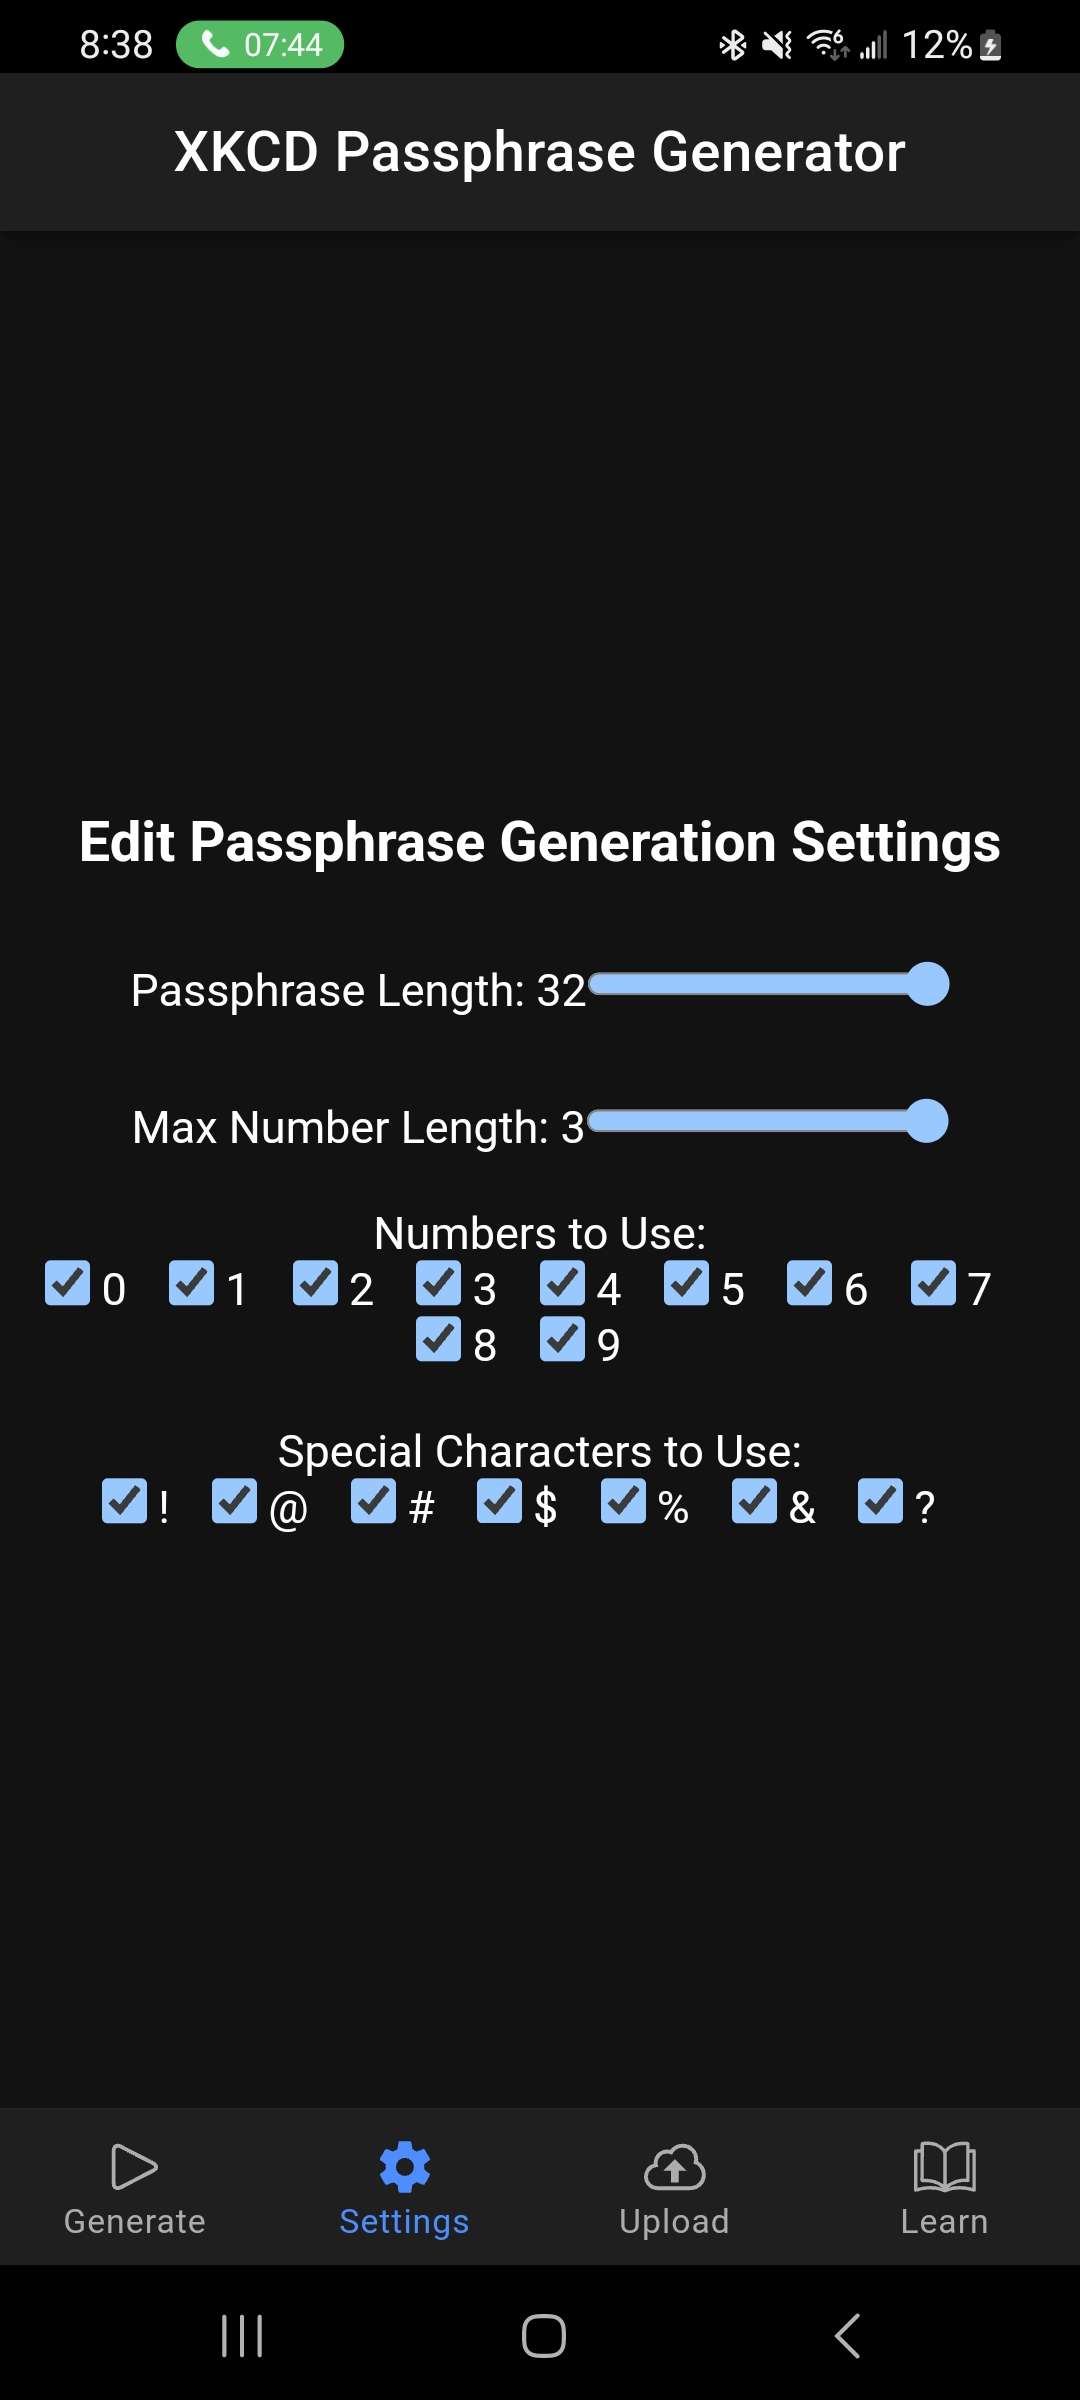 8:38 07:44 6 12%
XKCD Passphrase Generator
Edit Passphrase Generation Settings
Passphrase Length: 32
Max Number Length: 3
Numbers to Use:
0 1 2 3 4 5 6 7
8 9
Special Characters to Use:
! @ # $ % & ?
Generate Settings Upload Learn